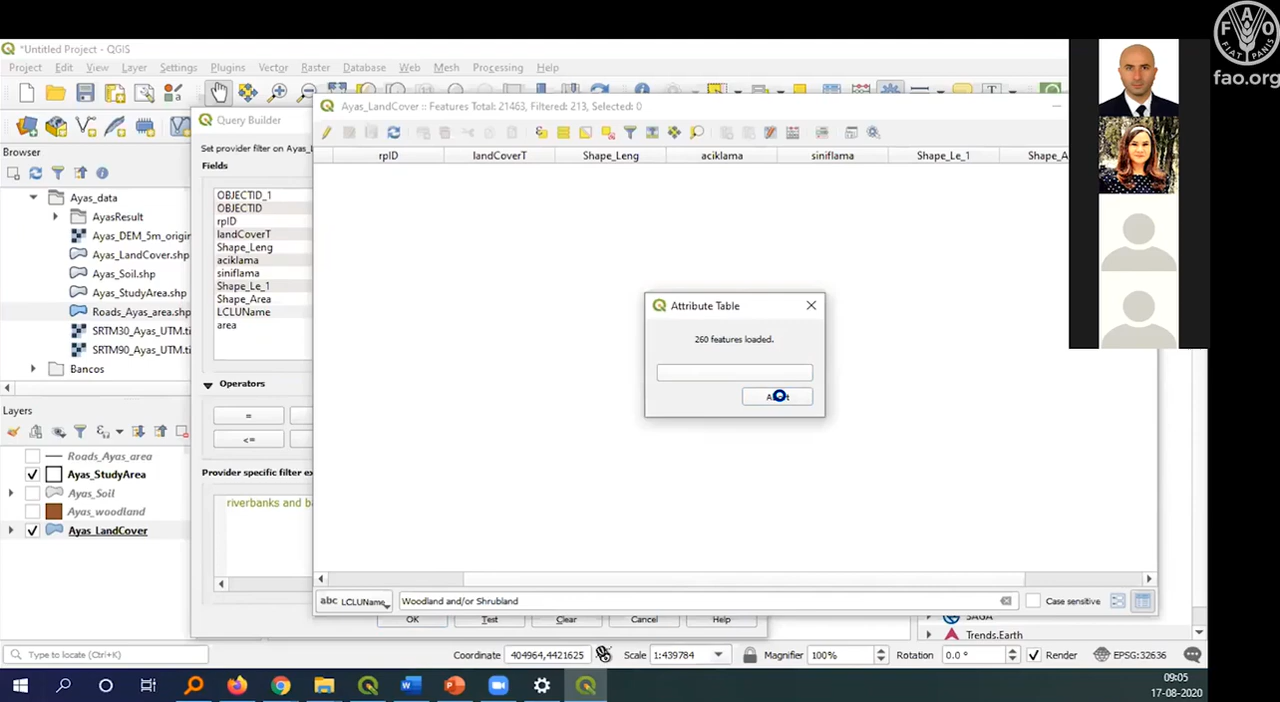 FAO
FIAT PANIS
fao.org
*Untitled Project - QGIS
Project Edit View Layer Settings Plugins Vector Raster Database Web Mesh Processing Help
Ayas_LandCover :: Features Total: 21463, Filtered: 213, Selected: 0
Query Builder
Set provider filter on Ayas_l
Fields
rpID landCoverT Shape_Leng aciklama siniflama Shape_Le_1 Shape_A
Browser
Ayas_data
AyasResult
Ayas_DEM_5m_origin
Ayas_LandCover.shp
Ayas_Soil.shp
Ayas_StudyArea.shp
Roads_Ayas_area.shp
SRTM30_Ayas_UTM.ti
SRTM90_Ayas_UTM.ti
Bancos
OBJECTID_1
OBJECTID
rpID
landCoverT
Shape_Leng
aciklama
siniflama
Shape_Le_1
Shape_Area
LCLUName
area
Attribute Table
260 features loaded.
Operators
=
<=
Provider specific filter ex
riverbanks and ba
Layers
Roads_Ayas_area
Ayas_StudyArea
Ayas_Soil
Ayas_woodland
Ayas_LandCover
abc LCLUName
Woodland and/or Shrubland
Case sensitive
OK Test Clear Cancel Help
SAGA
Trends.Earth
Type to locate (Ctrl+K)
Coordinate 404964,4421625 Scale 1:439784 Magnifier 100% Rotation 0.0 ° Render EPSG:32636
09:05
17-08-2020